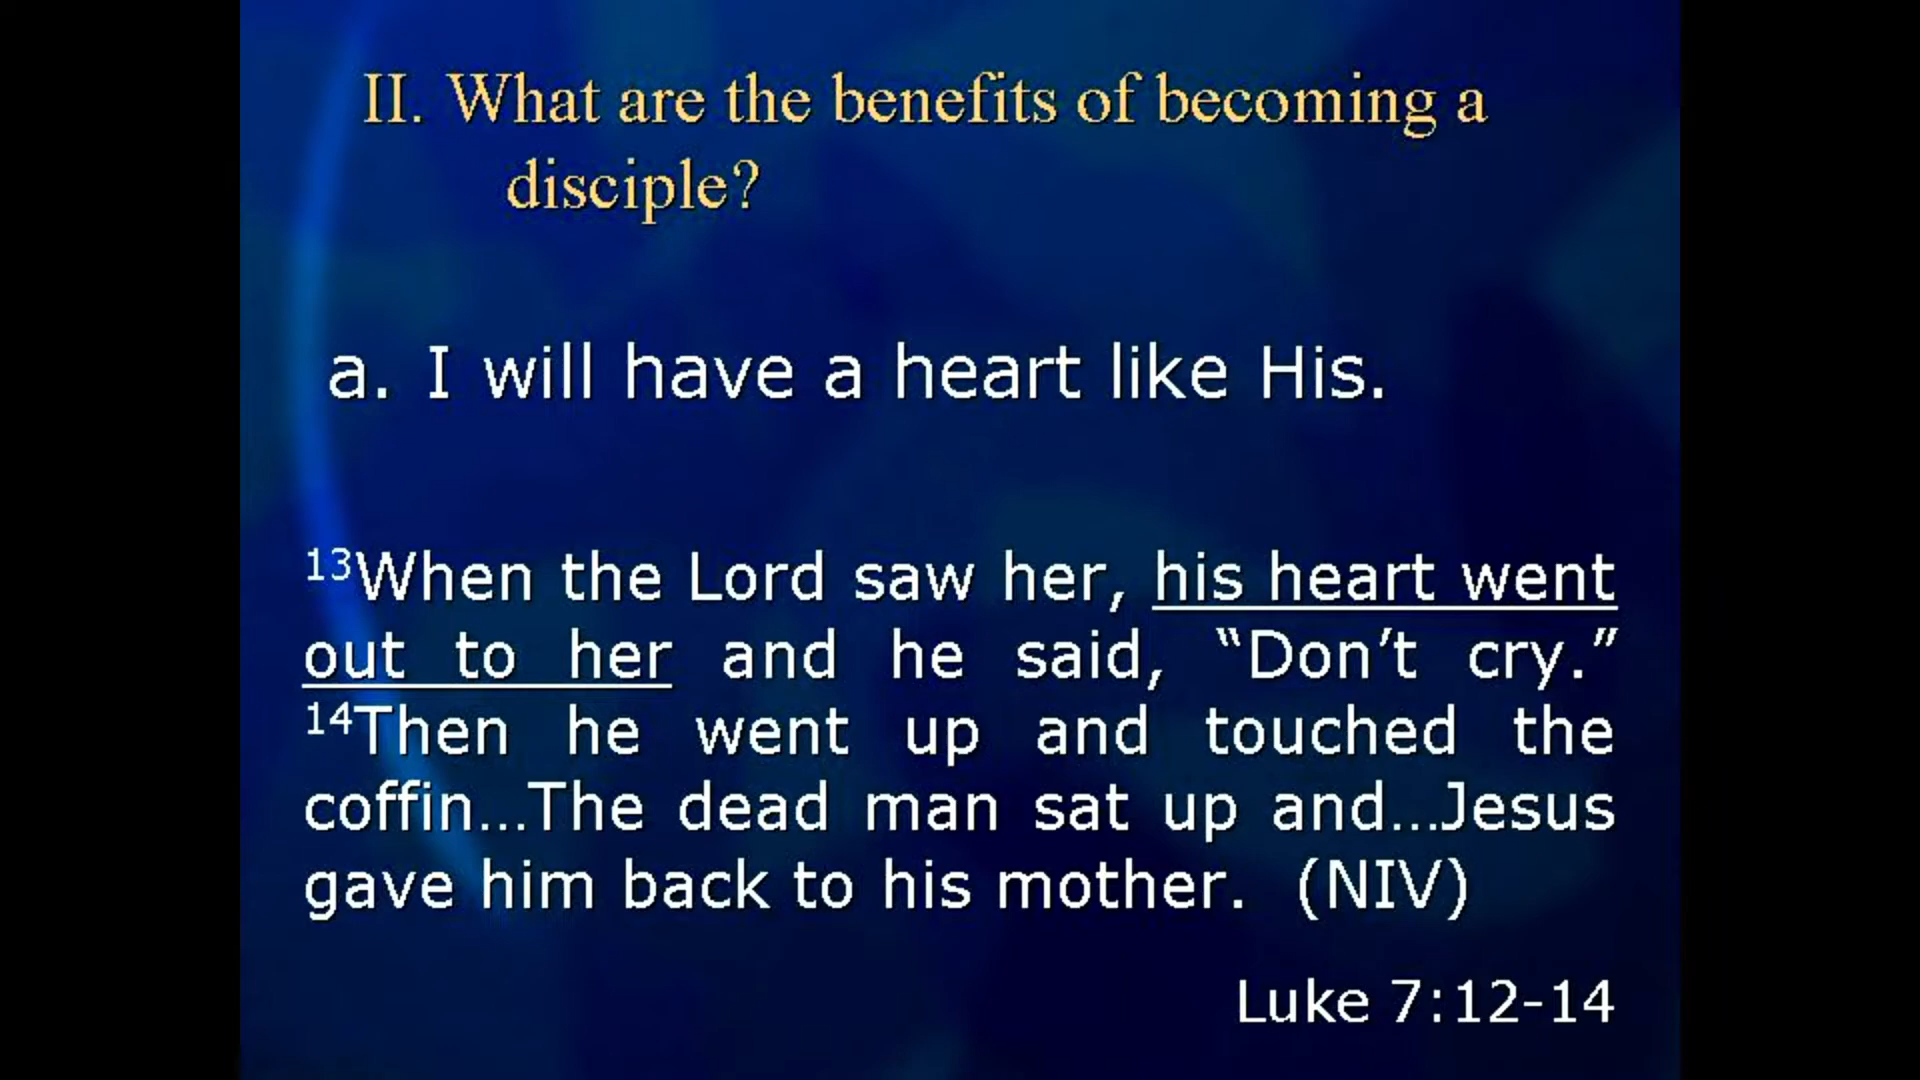 II. What are the benefits of becoming a
disciple?
a. I will have a heart like His.
¹³When the Lord saw her, his heart went
out to her and he said, “Don’t cry.”
¹⁴Then he went up and touched the
coffin…The dead man sat up and…Jesus
gave him back to his mother. (NIV)
Luke 7:12-14